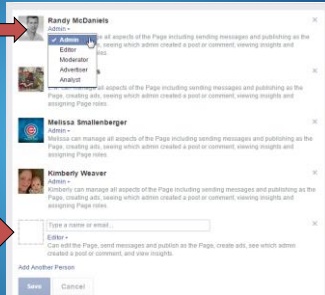 Randy McDaniels
Admin
all aspects of the Page including sending messages and publishing as the
ads, seeing which admin created a post or comment, viewing insights and
Admin
Editor
Moderator
Advertiser
Analyst
manage all aspects of the Page including sending messages and publishing as the
Page, creating ads, seeing which admin created a post or comment, viewing insights and
assigning Page roles.
Melissa Smallenberger
Admin
Melissa can manage all aspects of the Page including sending messages and publishing as the
Page, creating ads, seeing which admin created a post or comment, viewing insights and
assigning Page roles.
Kimberly Weaver
Admin
Kimberly can manage all aspects of the Page including sending messages and publishing as the
Page, creating ads, seeing which admin created a post or comment, viewing insights and
assigning Page roles.
Type a name or email...
Editor
Can edit the Page, send messages and publish as the Page, create ads, see which admin
created a post or comment, and view insights.
Add Another Person
Save Cancel